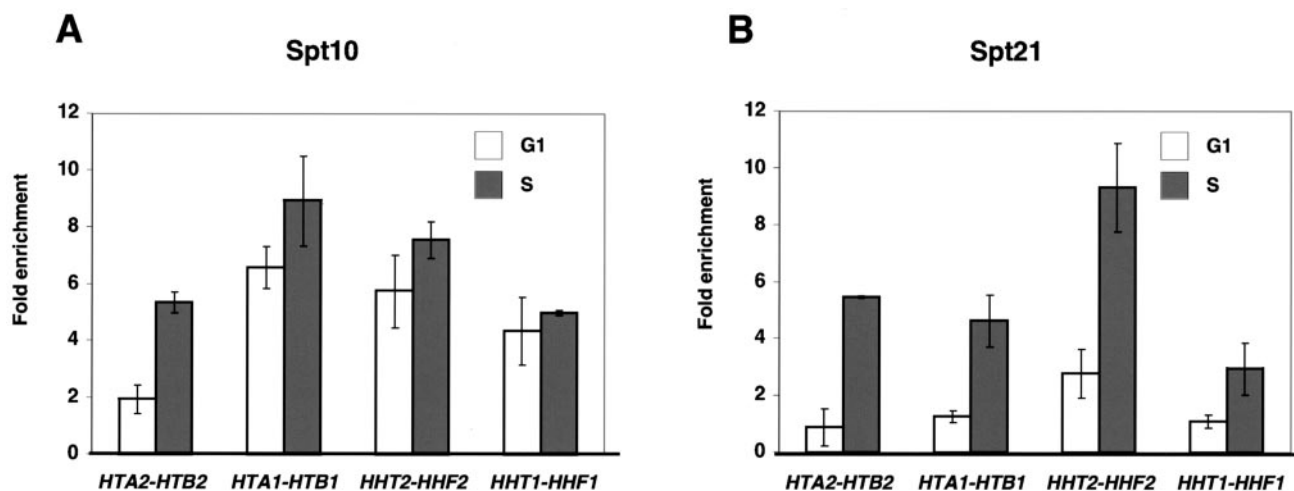 A
Spt10
12
10
8
6
4
2
0
Fold enrichment
G1
S
HTA2-HTB2 HTA1-HTB1 HHT2-HHF2 HHT1-HHF1
B
Spt21
12
10
8
6
4
2
0
Fold enrichment
G1
S
HTA2-HTB2 HTA1-HTB1 HHT2-HHF2 HHT1-HHF1